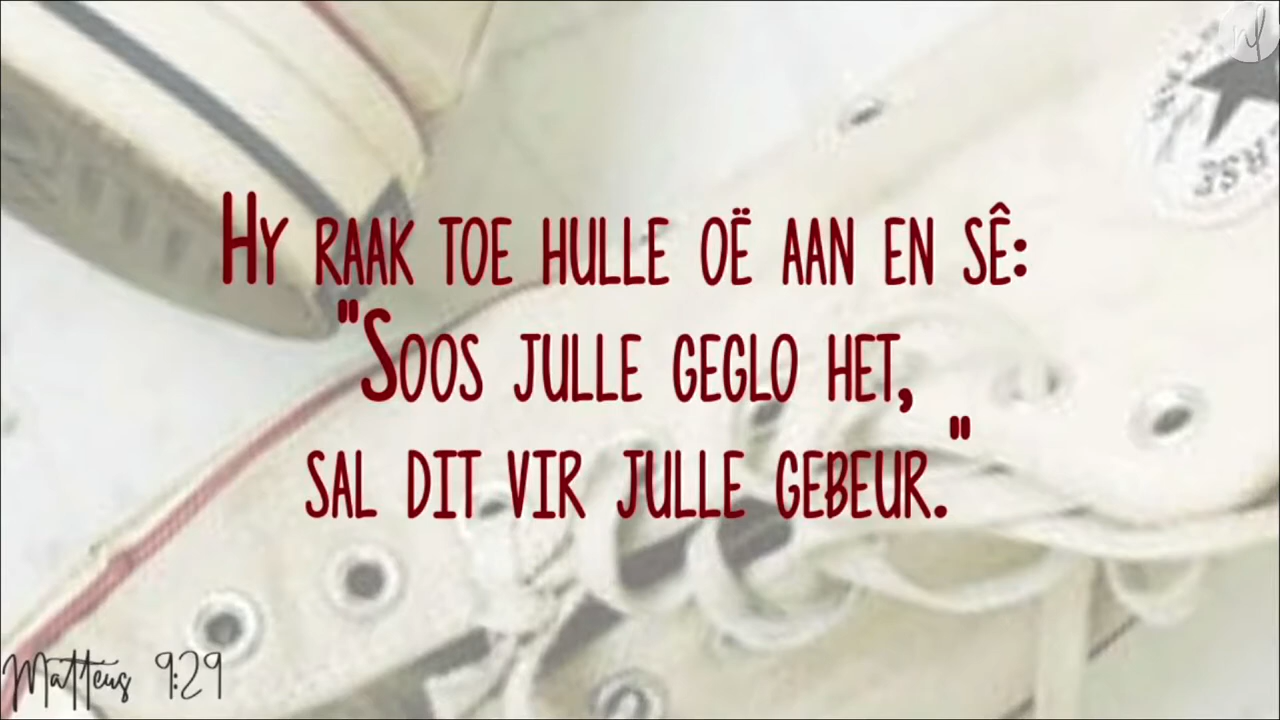 Hy raak toe hulle oë aan en sê:
"Soos julle geglo het,
sal dit vir julle gebeur."
Matteus 9:29